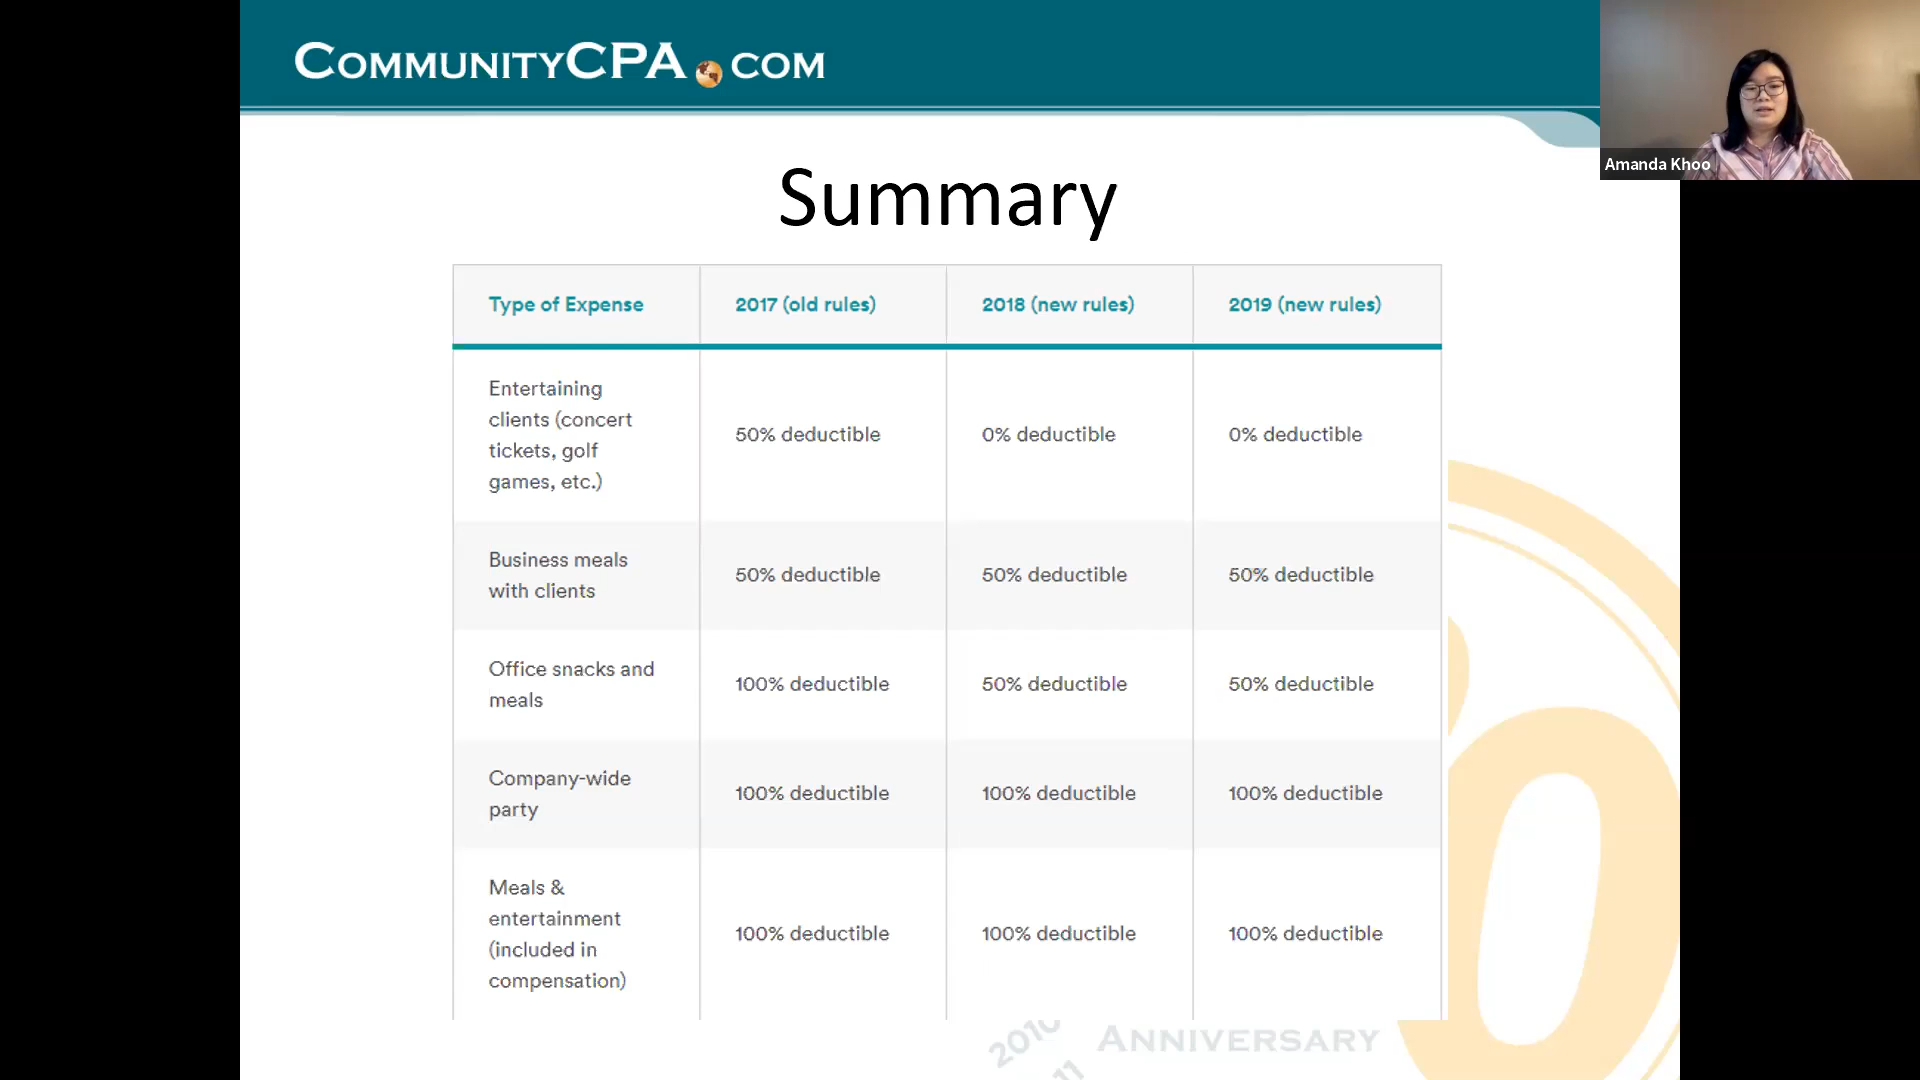 COMMUNITYCPA.COM
Amanda Khoo
Summary
Type of Expense
2017 (old rules)
2018 (new rules)
2019 (new rules)
Entertaining
clients (concert
tickets, golf
games, etc.)
50% deductible
0% deductible
0% deductible
Business meals
with clients
50% deductible
50% deductible
50% deductible
Office snacks and
meals
100% deductible
50% deductible
50% deductible
Company-wide
party
100% deductible
100% deductible
100% deductible
Meals &
entertainment
(included in
compensation)
100% deductible
100% deductible
100% deductible
2010
ANNIVERSARY